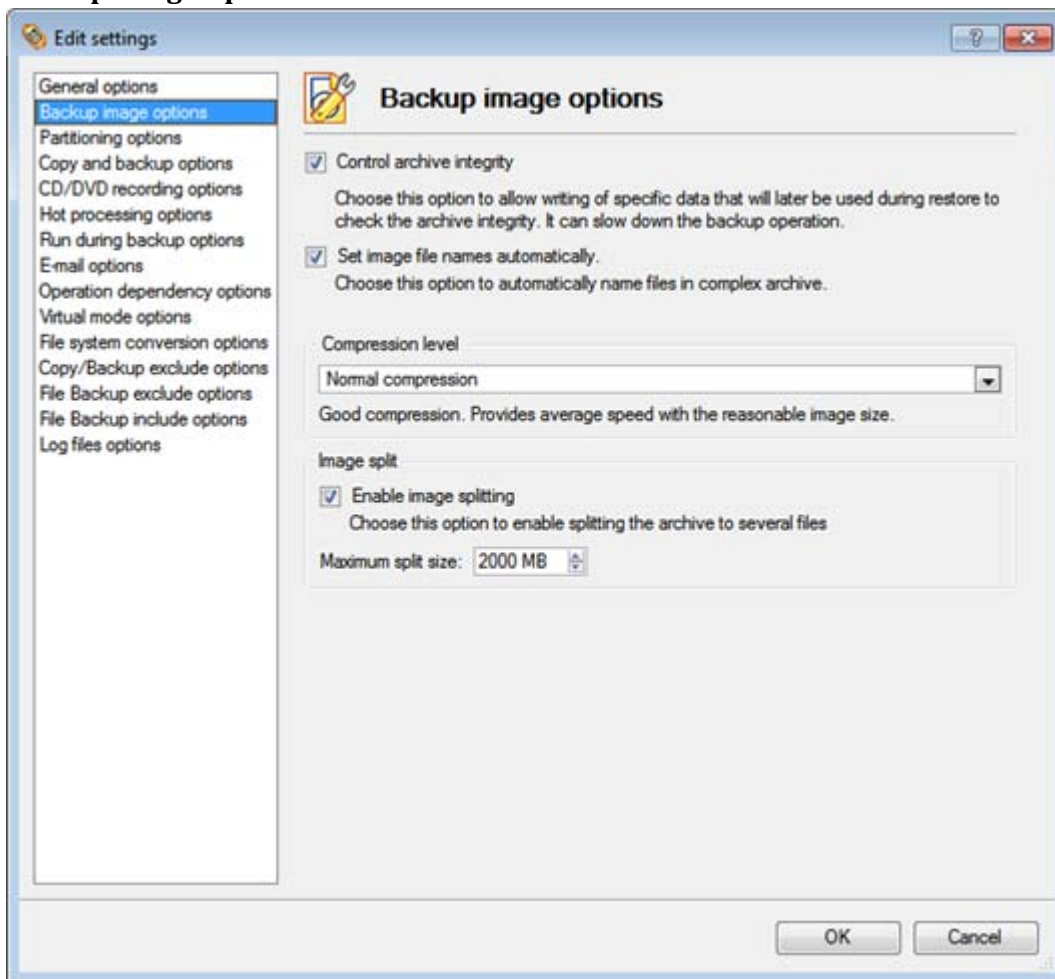 Edit settings
General options
Backup image options
Partitioning options
Copy and backup options
CD/DVD recording options
Hot processing options
Run during backup options
E-mail options
Operation dependency options
Virtual mode options
File system conversion options
Copy/Backup exclude options
File Backup exclude options
File Backup include options
Log files options
Backup image options
Control archive integrity
Choose this option to allow writing of specific data that will later be used during restore to
check the archive integrity. It can slow down the backup operation.
Set image file names automatically.
Choose this option to automatically name files in complex archive.
Compression level
Normal compression
Good compression. Provides average speed with the reasonable image size.
Image split
Enable image splitting
Choose this option to enable splitting the archive to several files
Maximum split size: 2000 MB
OK Cancel